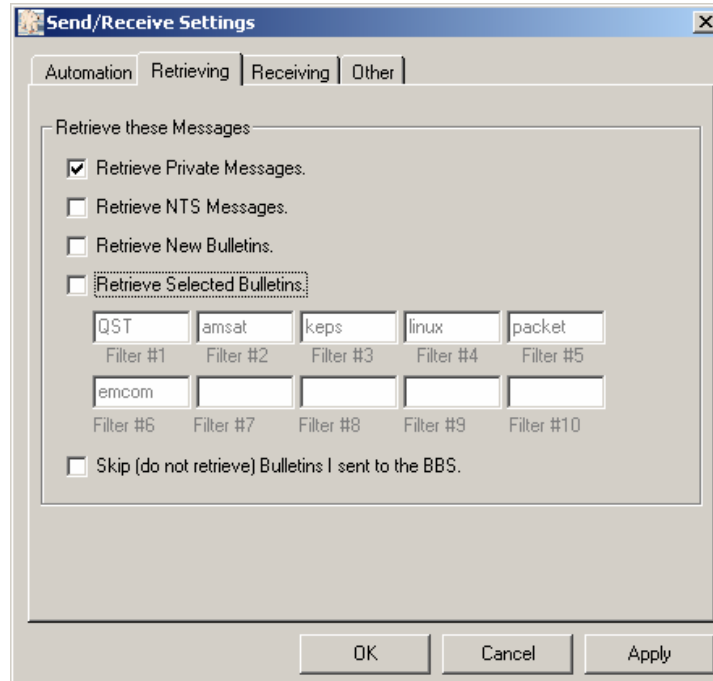 Send/Receive Settings
Automation Retrieving Receiving Other
Retrieve these Messages
Retrieve Private Messages.
Retrieve NTS Messages.
Retrieve New Bulletins.
Retrieve Selected Bulletins.
QST amsat keps linux packet
Filter #1 Filter #2 Filter #3 Filter #4 Filter #5
emcom
Filter #6 Filter #7 Filter #8 Filter #9 Filter #10
Skip (do not retrieve) Bulletins I sent to the BBS.
OK Cancel Apply